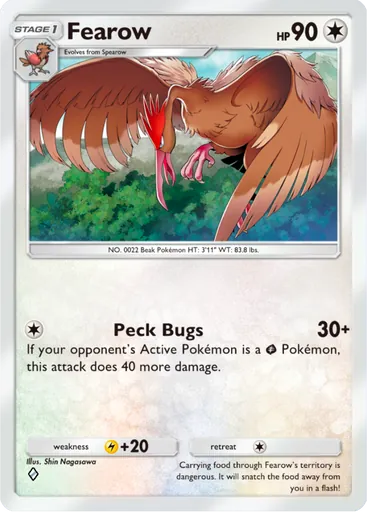 STAGE 1
Fearow
HP 90
Evolves from Spearow
NO. 0022 Beak Pokémon HT: 3'11" WT: 83.8 lbs.
Peck Bugs 30+
If your opponent's Active Pokémon is a Pokémon,
this attack does 40 more damage.
weakness +20 retreat
Illus. Shin Nagasawa
Carrying food through Fearow's territory is
dangerous. It will snatch the food away from
you in a flash!